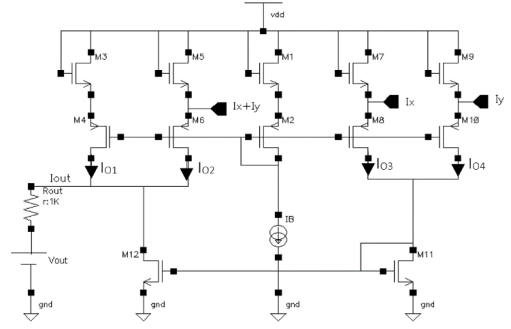 vdd
M3 M5 M1 M7 M9
Ix+Iy Ix Iy
M4 M6 M2 M8 M10
IO1 IO2 IO3 IO4
Iout
Rout
r:1K
IB
Vout
M12 M11
gnd gnd gnd gnd